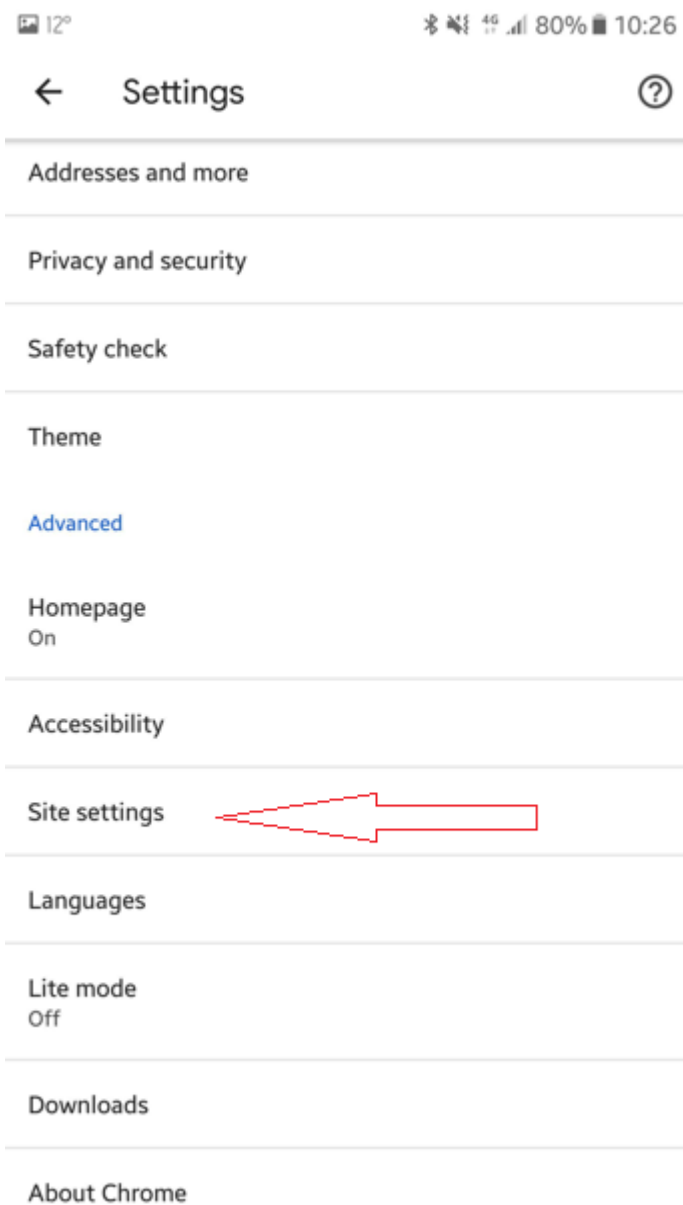 12° 4G 80% 10:26
Settings
Addresses and more
Privacy and security
Safety check
Theme
Advanced
Homepage
On
Accessibility
Site settings
Languages
Lite mode
Off
Downloads
About Chrome